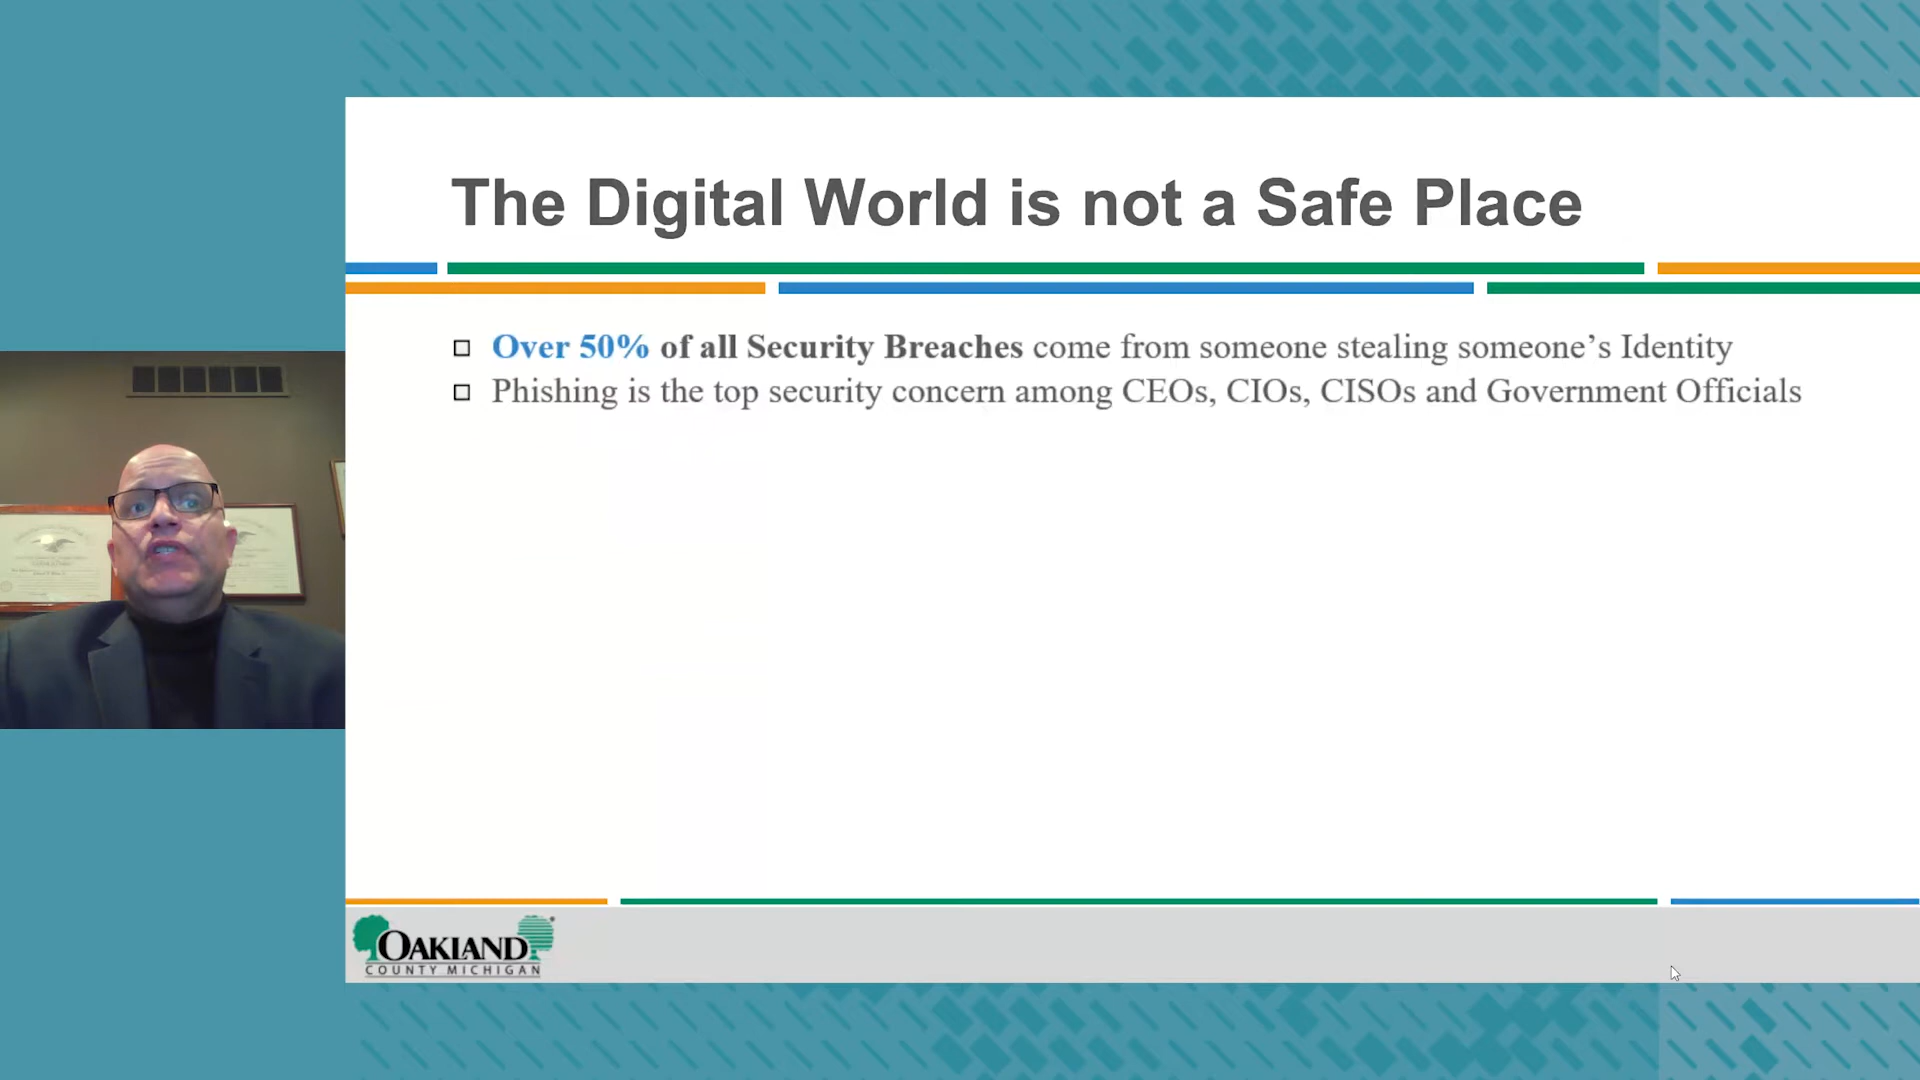 The Digital World is not a Safe Place
Over 50% of all Security Breaches come from someone stealing someone’s Identity
Phishing is the top security concern among CEOs, CIOs, CISOs and Government Officials
OAKLAND
COUNTY MICHIGAN